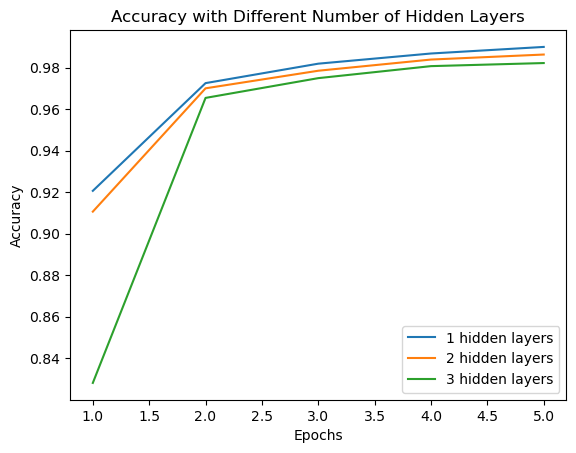 Accuracy with Different Number of Hidden Layers
Accuracy
0.98
0.96
0.94
0.92
0.90
0.88
0.86
0.84
1 hidden layers
2 hidden layers
3 hidden layers
1.0 1.5 2.0 2.5 3.0 3.5 4.0 4.5 5.0
Epochs